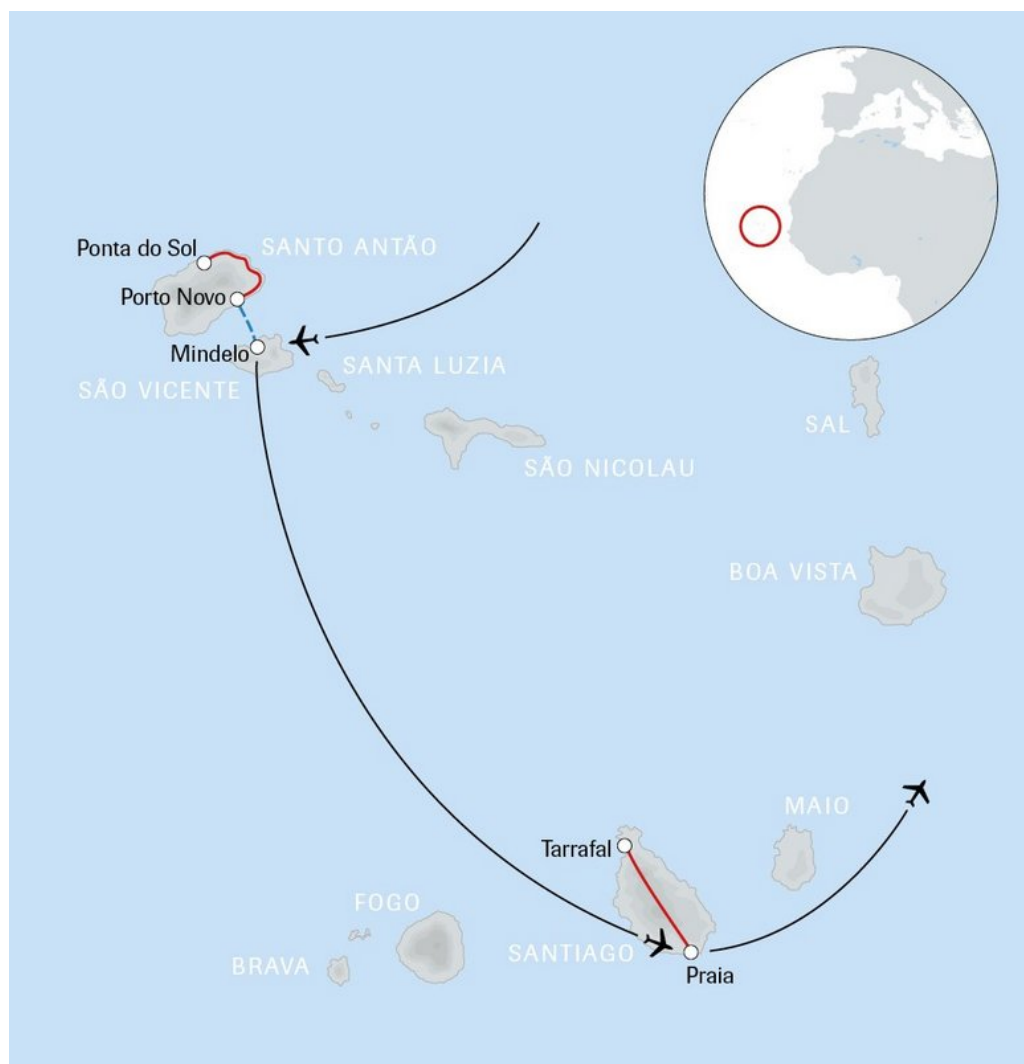 Ponta do Sol
SANTO ANTÃO
Porto Novo
Mindelo
SANTA LUZIA
SÃO VICENTE
SAL
SÃO NICOLAU
BOA VISTA
MAIO
Tarrafal
FOGO
SANTIAGO
BRAVA
Praia